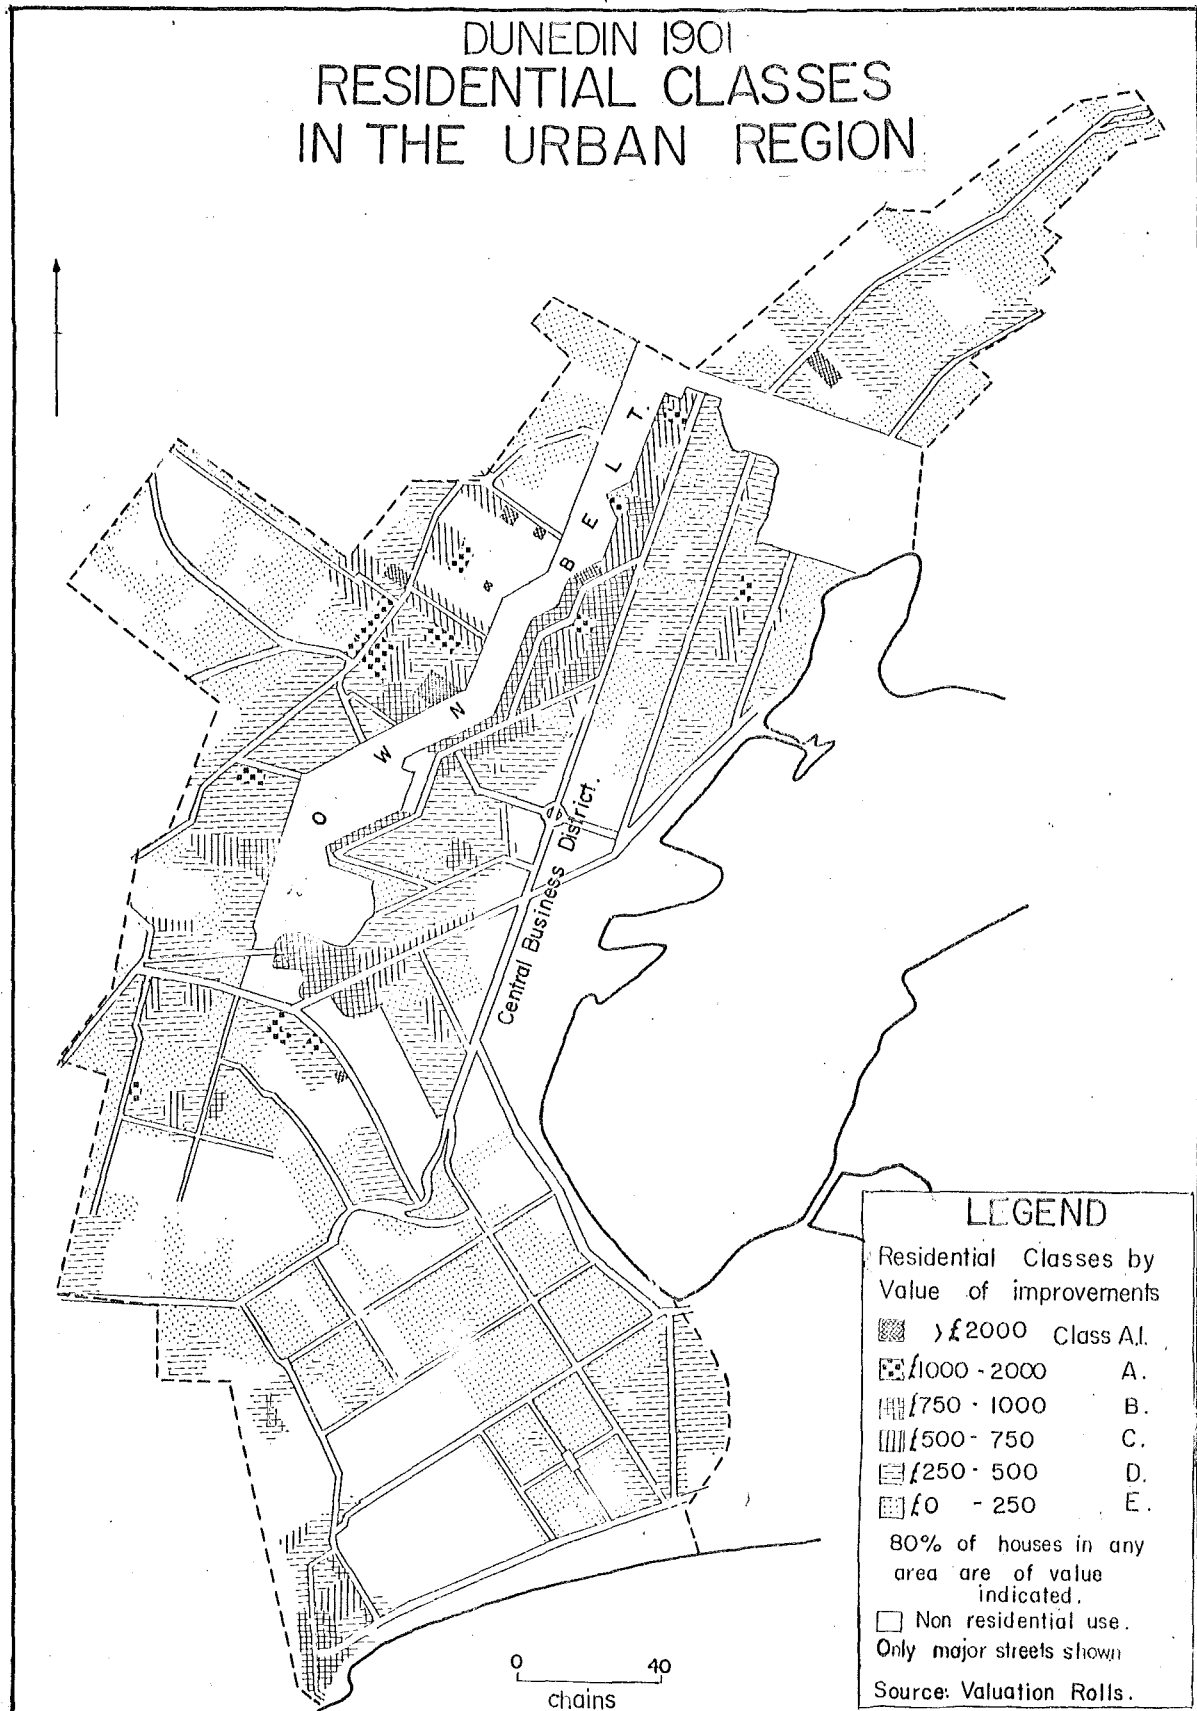 DUNEDIN 1901
RESIDENTIAL CLASSES
IN THE URBAN REGION
TOWN BELT.
Central Business District.
0 40
chains
LEGEND
Residential Classes by
Value of improvements
>£2000 Class A.I.
£1000 - 2000 A.
£750 - 1000 B.
£500 - 750 C.
£250 - 500 D.
£0 - 250 E.
80% of houses in any
area are of value
indicated.
Non residential use.
Only major streets shown
Source: Valuation Rolls.